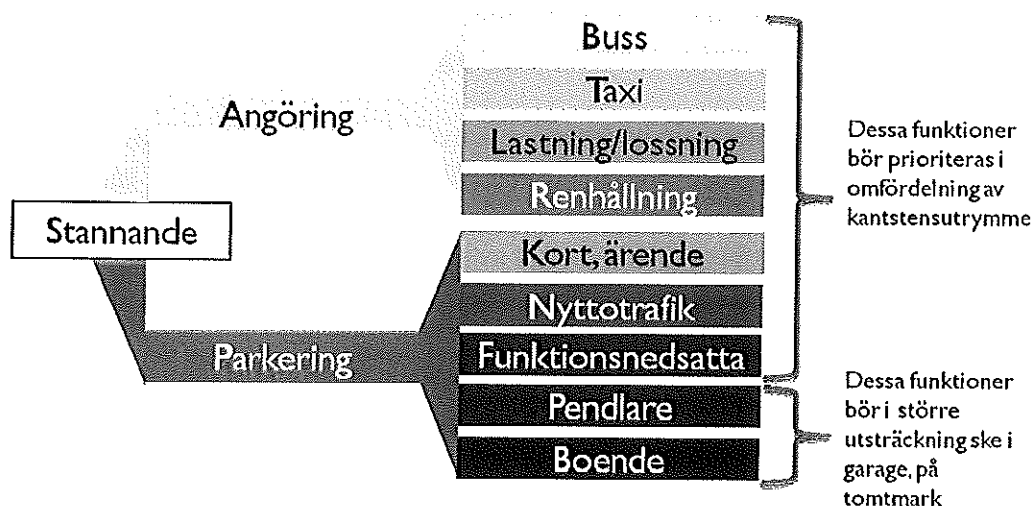 Buss
Taxi
Angöring
Lastning/lossning
Renhållning
Stannande
Kort, ärende
Nyttotrafik
Parkering
Funktionsnedsatta
Pendlare
Boende
Dessa funktioner
bör prioriteras i
omfördelning av
kantstensutrymme
Dessa funktioner
bör i större
utsträckning ske i
garage, på
tomtmark